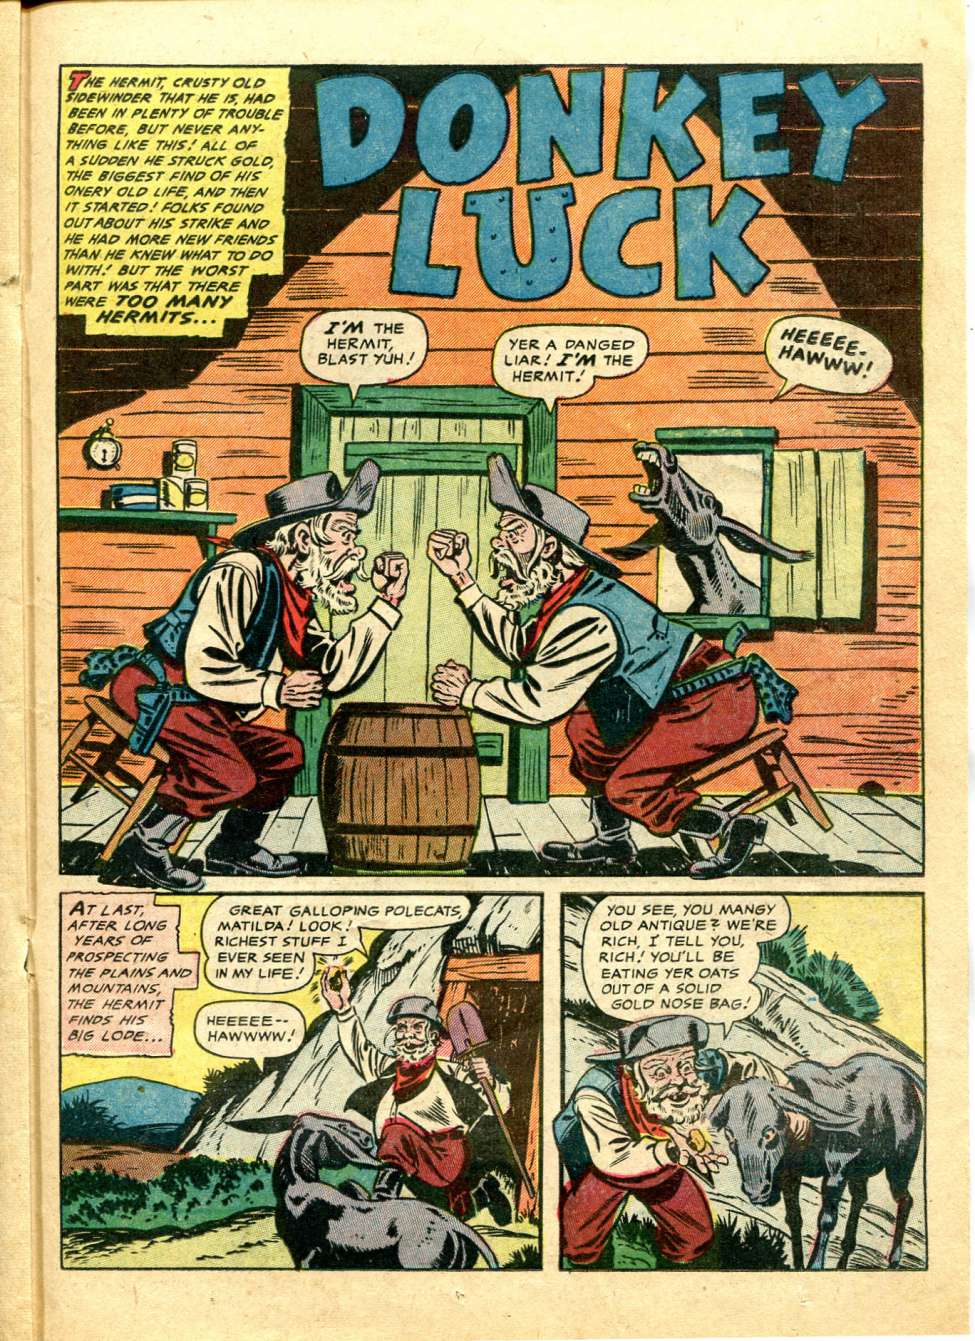 THE HERMIT, CRUSTY OLD
SIDEWINDER THAT HE IS, HAD
BEEN IN PLENTY OF TROUBLE
BEFORE, BUT NEVER ANY-
THING LIKE THIS! ALL OF
A SUDDEN HE STRUCK GOLD,
THE BIGGEST FIND OF HIS
ONERY OLD LIFE, AND THEN
IT STARTED! FOLKS FOUND
OUT ABOUT HIS STRIKE AND
HE HAD MORE NEW FRIENDS
THAN HE KNEW WHAT TO DO
WITH! BUT THE WORST
PART WAS THAT THERE
WERE TOO MANY
HERMITS...
DONKEY
LUCK
I'M THE
HERMIT,
BLAST YUH!
YER A DANGED
LIAR! I'M THE
HERMIT!
HEEEEE-
HAWWW!
AT LAST,
AFTER LONG
YEARS OF
PROSPECTING
THE PLAINS AND
MOUNTAINS,
THE HERMIT
FINDS HIS
BIG LODE...
GREAT GALLOPING POLECATS,
MATILDA! LOOK!
RICHEST STUFF I
EVER SEEN
IN MY LIFE!
HEEEEE--
HAWWWW!
YOU SEE, YOU MANGY
OLD ANTIQUE? WE'RE
RICH, I TELL YOU,
RICH! YOU'LL BE
EATING YER OATS
OUT OF A SOLID
GOLD NOSE BAG!